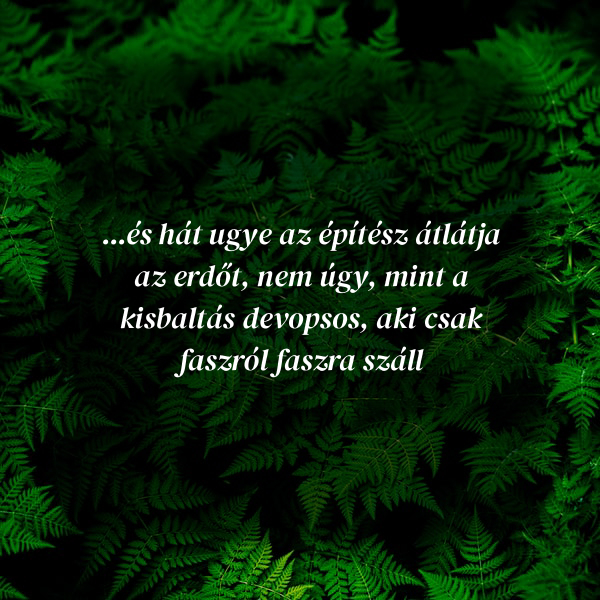 ...és hát ugye az építész átlátja
az erdőt, nem úgy, mint a
kisbaltás devopsos, aki csak
faszról faszra száll